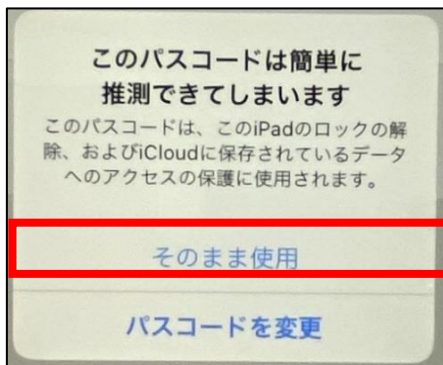 このパスコードは簡単に
推測できてしまいます
このパスコードは、このiPadのロックの解
除、およびiCloudに保存されているデータ
へのアクセスの保護に使用されます。
そのまま使用
パスコードを変更